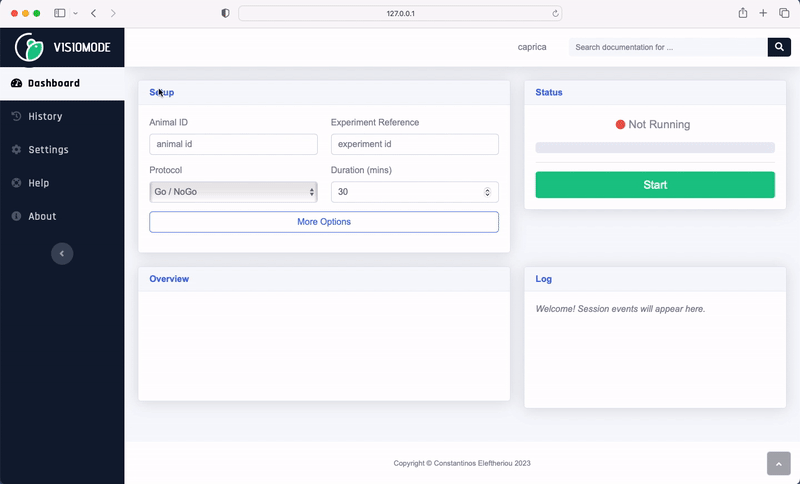 127.0.0.1
VISIOMODE
caprica
Search documentation for ...
Dashboard
History
Settings
Help
About
Setup
Animal ID
Experiment Reference
animal id
experiment id
Protocol
Duration (mins)
Go / NoGo
30
More Options
Status
Not Running
Start
Overview
Log
Welcome! Session events will appear here.
Copyright © Constantinos Eleftheriou 2023